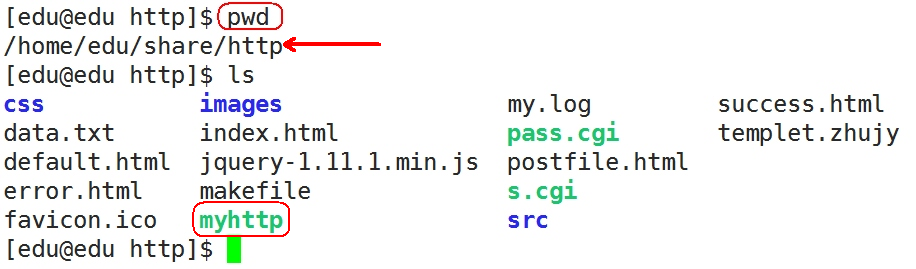 [edu@edu http]$ pwd
/home/edu/share/http
[edu@edu http]$ ls
css images my.log success.html
data.txt index.html pass.cgi templet.zhujy
default.html jquery-1.11.1.min.js postfile.html
error.html makefile s.cgi
favicon.ico myhttp src
[edu@edu http]$